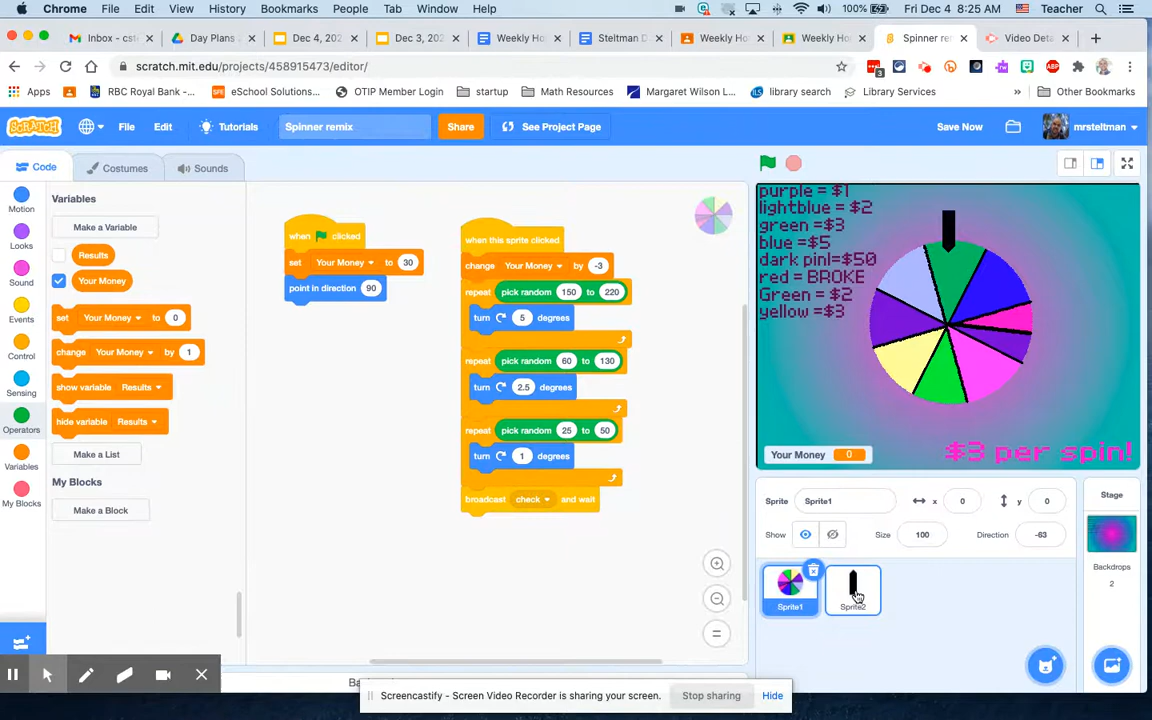 Chrome File Edit View History Bookmarks People Tab Window Help 100% Fri Dec 4 8:25 AM Teacher
Inbox - cst Day Plans Dec 4, 202 Dec 3, 202 Weekly Ho Steitman D Weekly H Weekly Ho Spinner re Video Deta
scratch.mit.edu/projects/458915473/editor/
3
ABP
Apps RBC Royal Bank -... eSchool Solutions... OTIP Member Login startup Math Resources Margaret Wilson L... library search Library Services » Other Bookmarks
SCRATCH File Edit Tutorials Spinner remix Share See Project Page Save Now mrsteltman
Code Costumes Sounds
Motion
Looks
Sound
Events
Control
Sensing
Operators
Variables
My Blocks
Variables
Make a Variable
Results
Your Money
set Your Money to 0
change Your Money by 1
show variable Results
hide variable Results
Make a List
My Blocks
Make a Block
when clicked
set Your Money to 30
point in direction 90
when this sprite clicked
change Your Money by -3
repeat pick random 150 to 220
turn 5 degrees
repeat pick random 60 to 130
turn 2.5 degrees
repeat pick random 25 to 50
turn 1 degrees
broadcast check and wait
purple = $1
lightblue = $2
green = $3
blue =$5
dark pinl=$50
red = BROKE
Green = $2
yellow =$3
Your Money 0
$3 per spin!
Sprite Sprite1 x 0 y 0
Show Size 100 Direction -63
Sprite1
Sprite2
Stage
Backdrops
2
Screencastify - Screen Video Recorder is sharing your screen. Stop sharing Hide